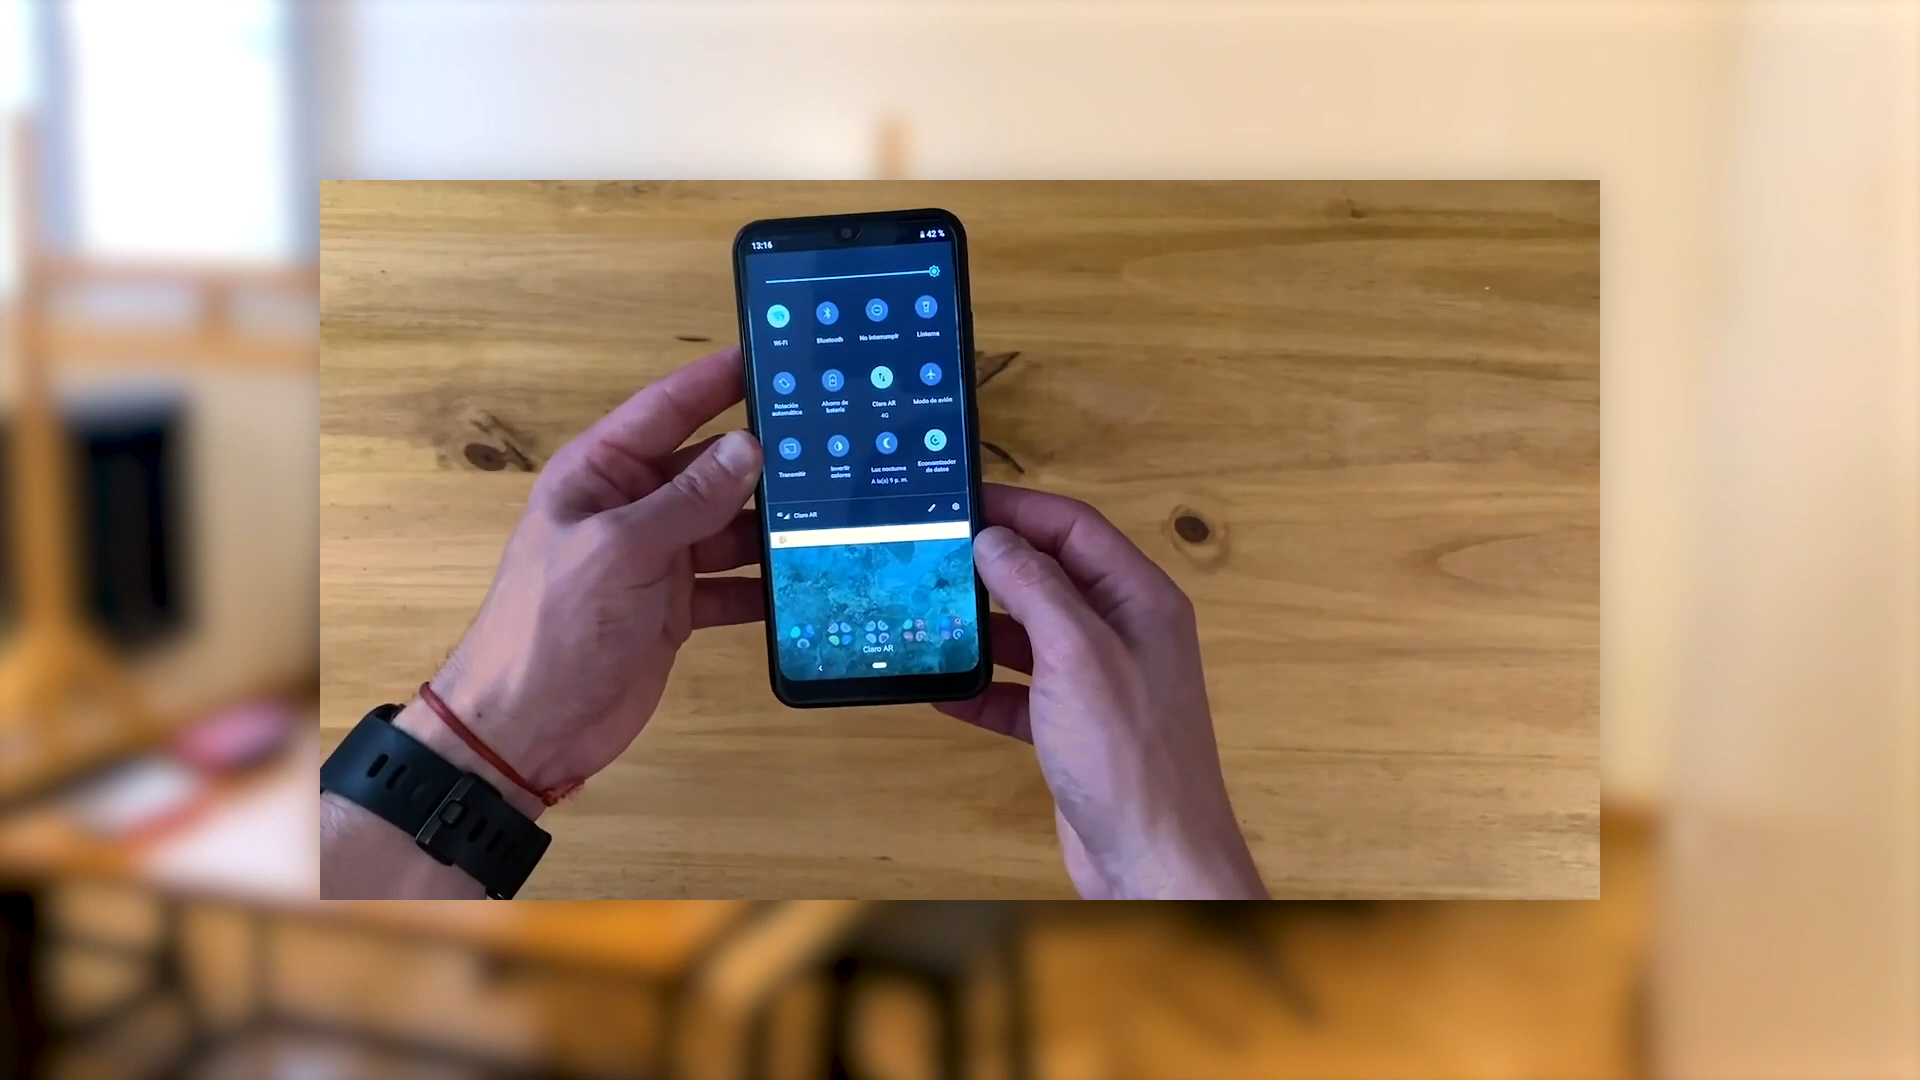 13:16
42 %
Wi-Fi
Bluetooth
No interrumpir
Linterna
Rotación
automática
Ahorro de
batería
Claro AR
4G
Modo de avión
Transmitir
Invertir
colores
Luz nocturna
A la(s) 9 p. m.
Economizador
de datos
4G Claro AR
Claro AR